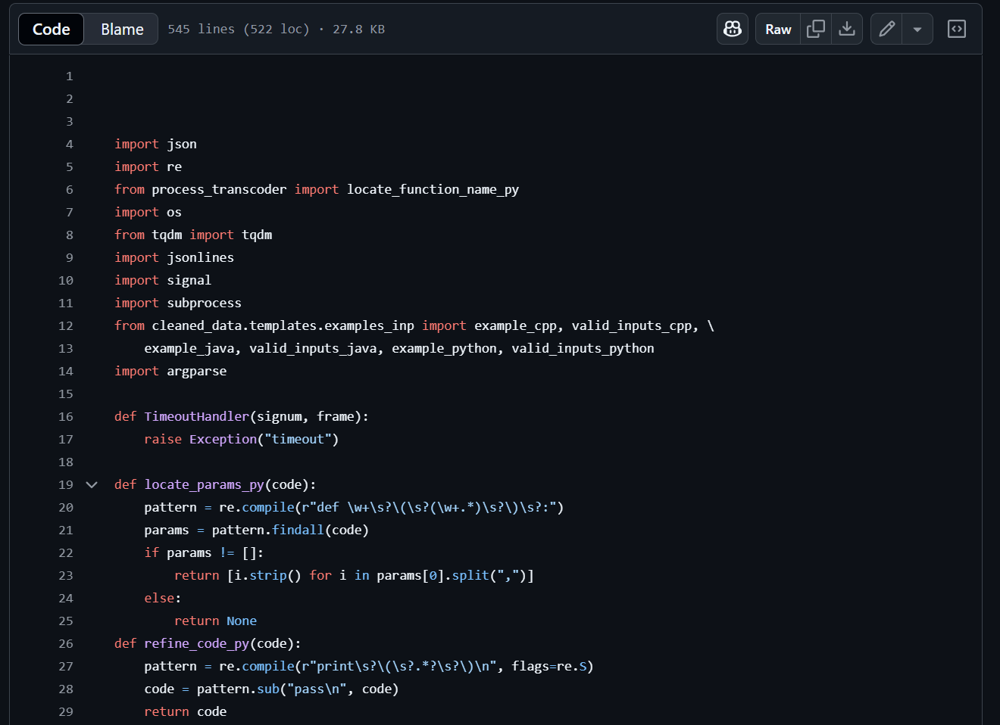 Code Blame 545 lines (522 loc) · 27.8 KB Raw
1
2
3
4 import json
5 import re
6 from process_transcoder import locate_function_name_py
7 import os
8 from tqdm import tqdm
9 import jsonlines
10 import signal
11 import subprocess
12 from cleaned_data.templates.examples_inp import example_cpp, valid_inputs_cpp, \
13     example_java, valid_inputs_java, example_python, valid_inputs_python
14 import argparse
15
16 def TimeoutHandler(signum, frame):
17     raise Exception("timeout")
18
19 def locate_params_py(code):
20     pattern = re.compile(r"def \w+\s?\(\s?(\w+.*)\s?\)\s?:")
21     params = pattern.findall(code)
22     if params != []:
23         return [i.strip() for i in params[0].split(",")]
24     else:
25         return None
26 def refine_code_py(code):
27     pattern = re.compile(r"print\s?\(\s?.*?\s?\)\n", flags=re.S)
28     code = pattern.sub("pass\n", code)
29     return code